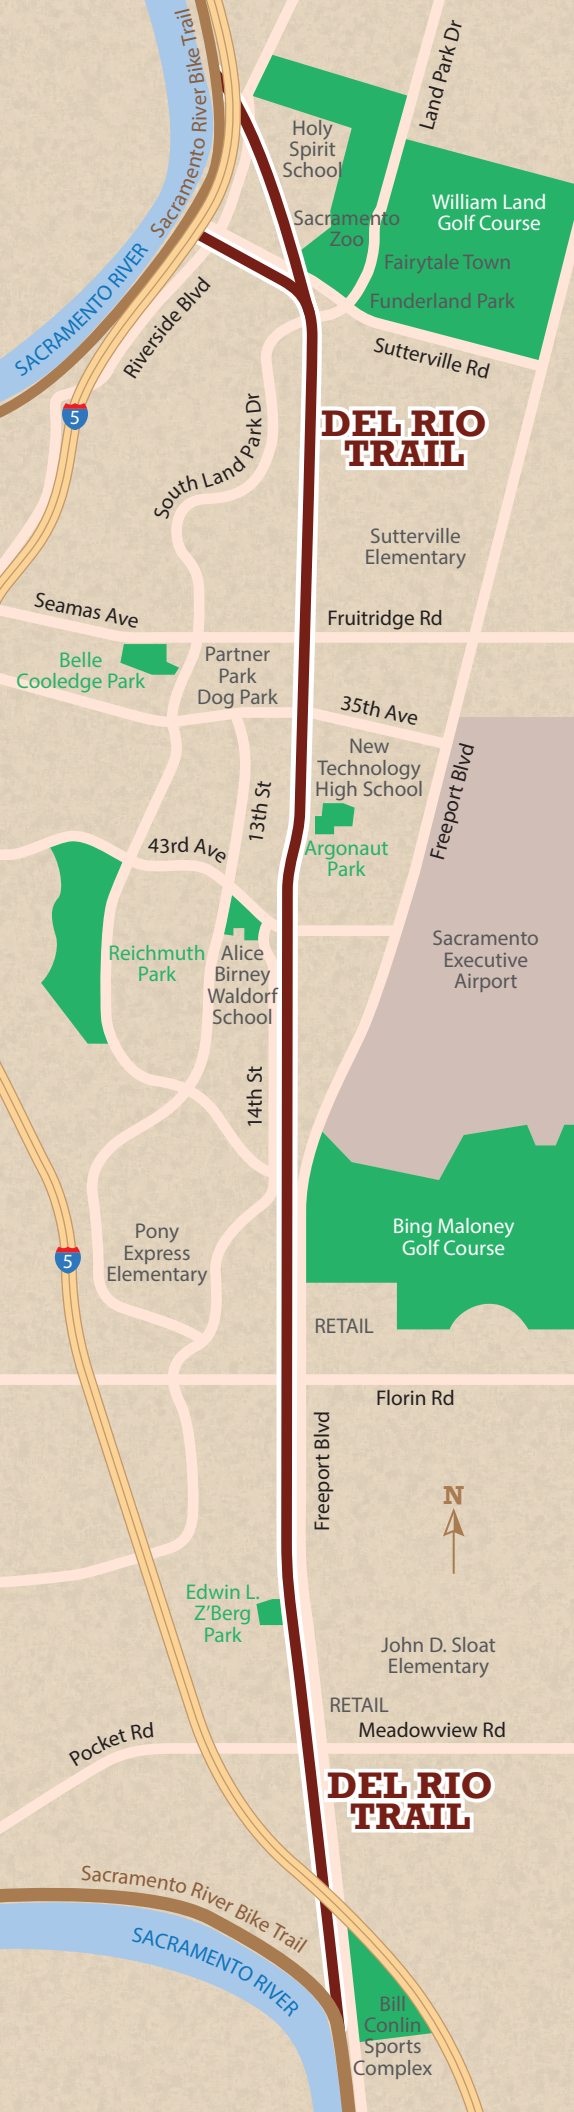 Sacramento River Bike Trail
Land Park Dr
Holy
Spirit
School
William Land
Golf Course
Sacramento
Zoo
Fairytale Town
Funderland Park
SACRAMENTO RIVER
Riverside Blvd
Sutterville Rd
5
DEL RIO
TRAIL
South Land Park Dr
Sutterville
Elementary
Seamas Ave
Fruitridge Rd
Belle
Cooledge Park
Partner
Park
Dog Park
35th Ave
New
Technology
High School
13th St
Freeport Blvd
43rd Ave
Argonaut
Park
Reichmuth
Park
Alice
Birney
Waldorf
School
Sacramento
Executive
Airport
14th St
Pony
Express
Elementary
Bing Maloney
Golf Course
5
RETAIL
Florin Rd
Freeport Blvd
N
Edwin L.
Z'Berg
Park
John D. Sloat
Elementary
RETAIL
Pocket Rd
Meadowview Rd
DEL RIO
TRAIL
Sacramento River Bike Trail
SACRAMENTO RIVER
Bill
Conlin
Sports
Complex